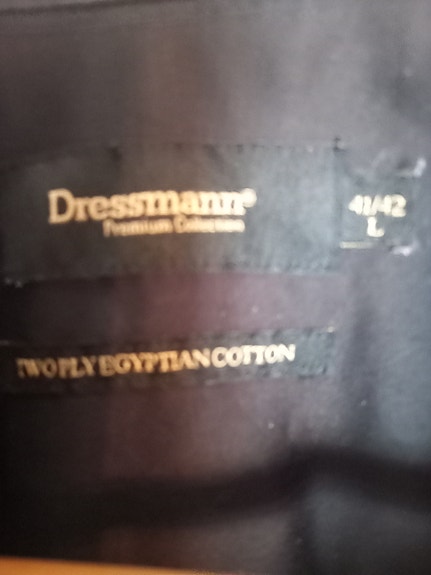 Dressmann®
Premium Collection
41/42
L
TWO PLY EGYPTIAN COTTON